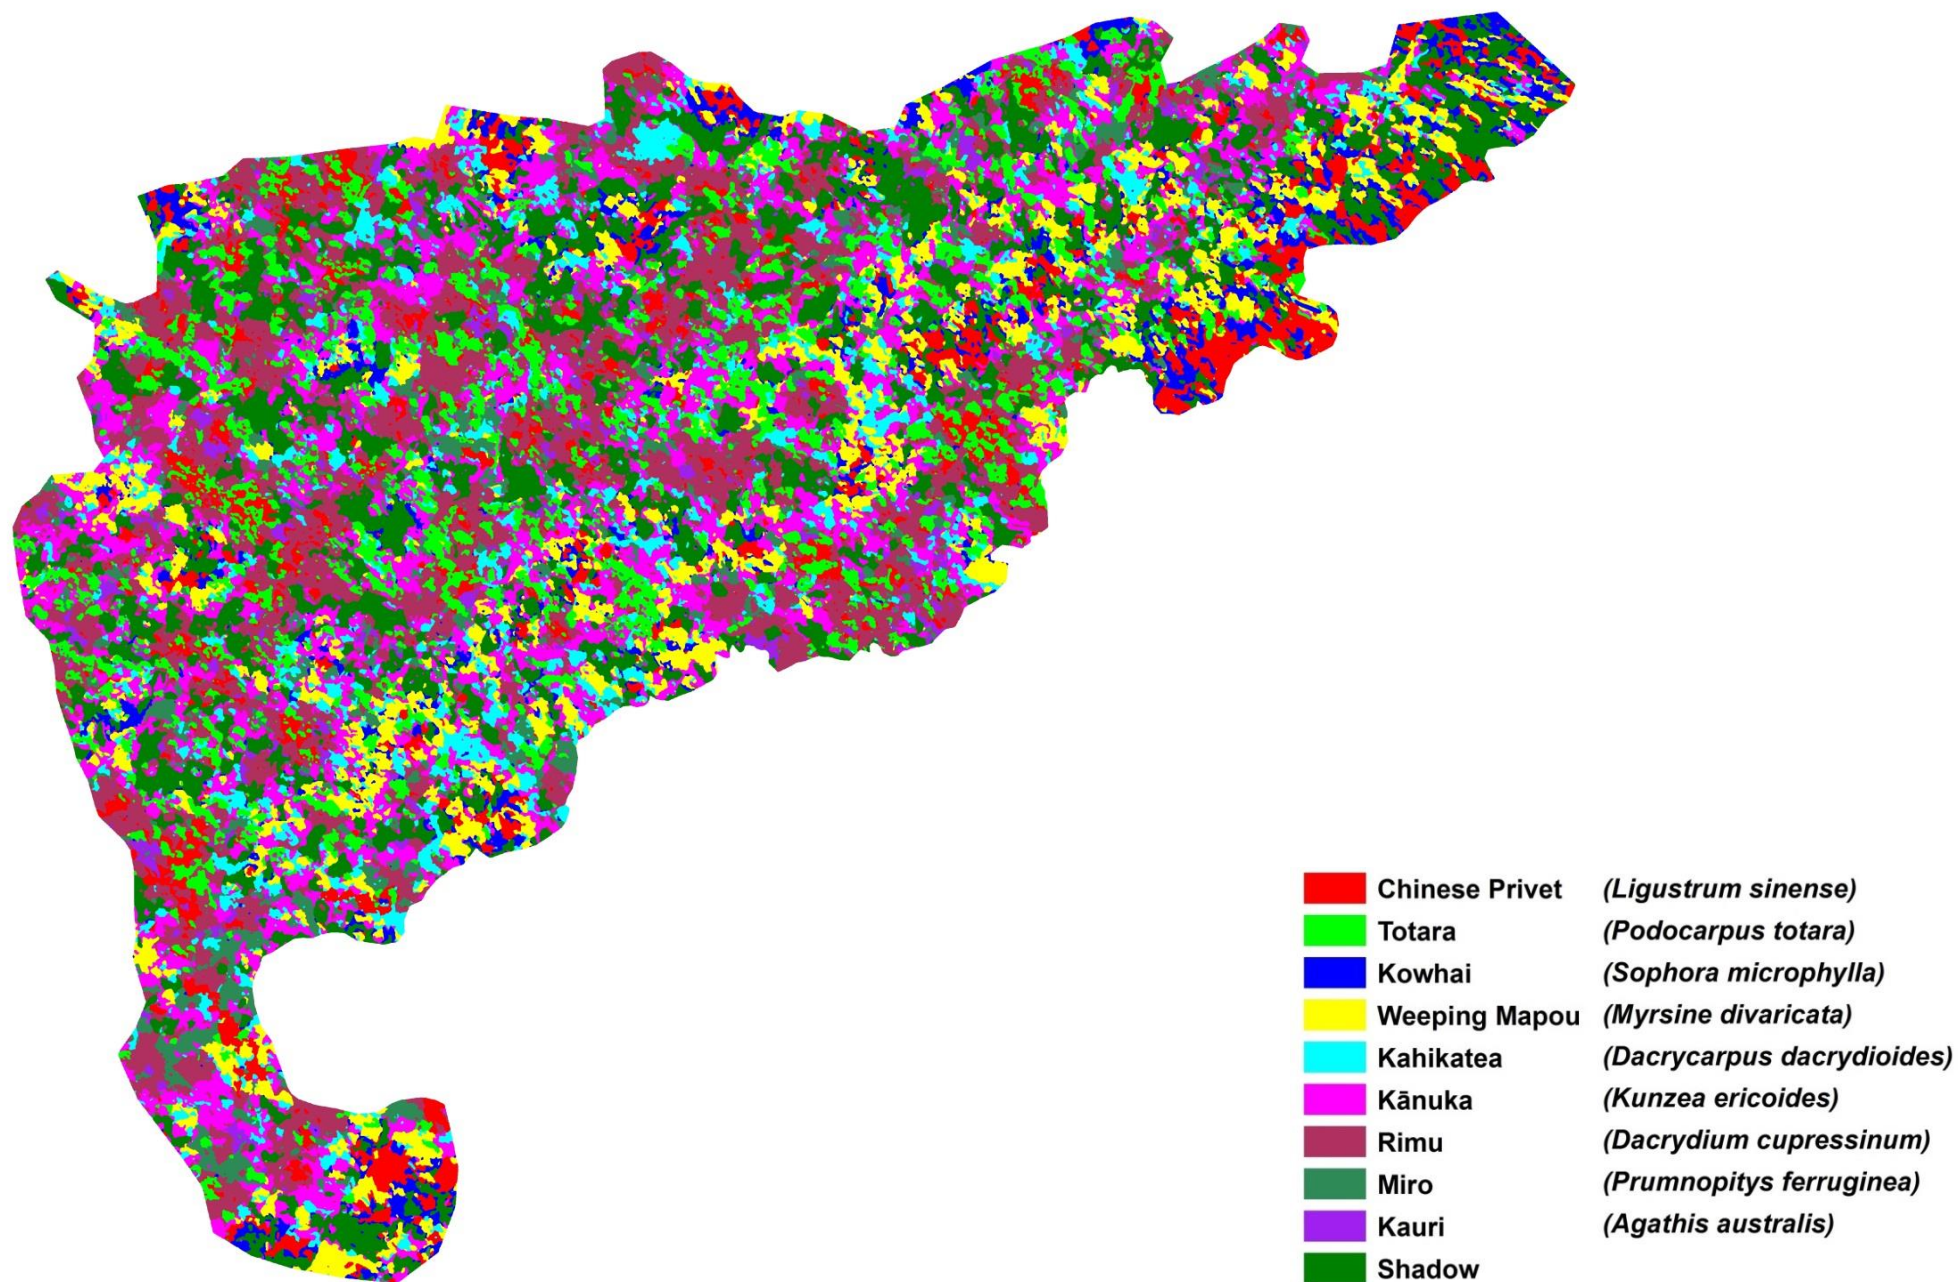 Chinese Privet (Ligustrum sinense)
Totara (Podocarpus totara)
Kowhai (Sophora microphylla)
Weeping Mapou (Myrsine divaricata)
Kahikatea (Dacrycarpus dacrydioides)
Kānuka (Kunzea ericoides)
Rimu (Dacrydium cupressinum)
Miro (Prumnopitys ferruginea)
Kauri (Agathis australis)
Shadow